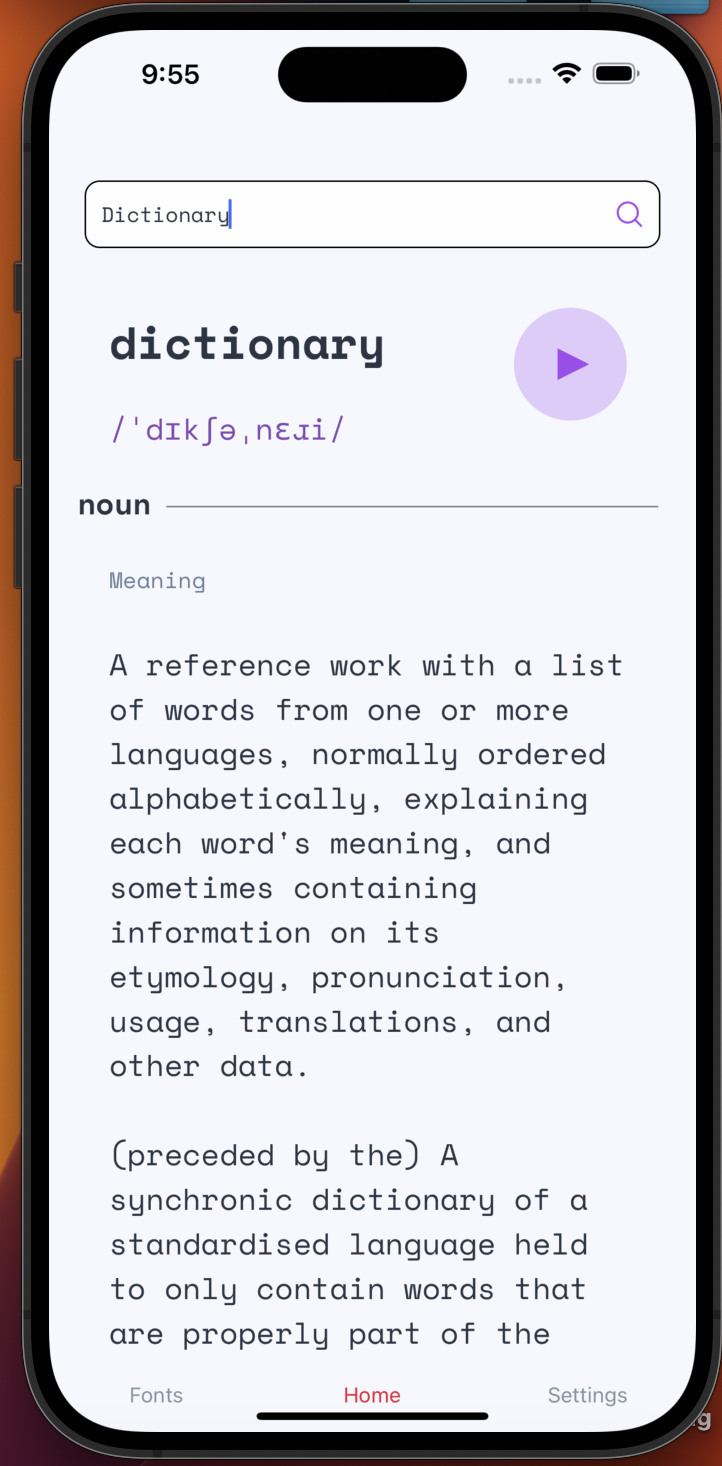 9:55
Dictionary
dictionary
/ˈdɪkʃəˌnɛɹi/
noun
Meaning
A reference work with a list
of words from one or more
languages, normally ordered
alphabetically, explaining
each word's meaning, and
sometimes containing
information on its
etymology, pronunciation,
usage, translations, and
other data.
(preceded by the) A
synchronic dictionary of a
standardised language held
to only contain words that
are properly part of the
Fonts Home Settings